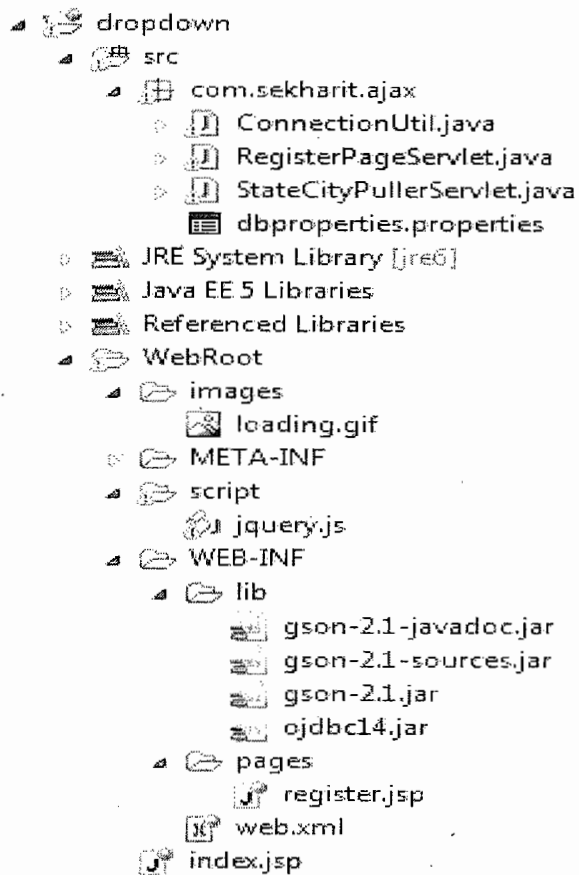 dropdown
src
com.sekharit.ajax
ConnectionUtil.java
RegisterPageServlet.java
StateCityPullerServlet.java
dbproperties.properties
JRE System Library [jre6]
Java EE 5 Libraries
Referenced Libraries
WebRoot
images
loading.gif
META-INF
script
jquery.js
WEB-INF
lib
gson-2.1-javadoc.jar
gson-2.1-sources.jar
gson-2.1.jar
ojdbc14.jar
pages
register.jsp
web.xml
index.jsp